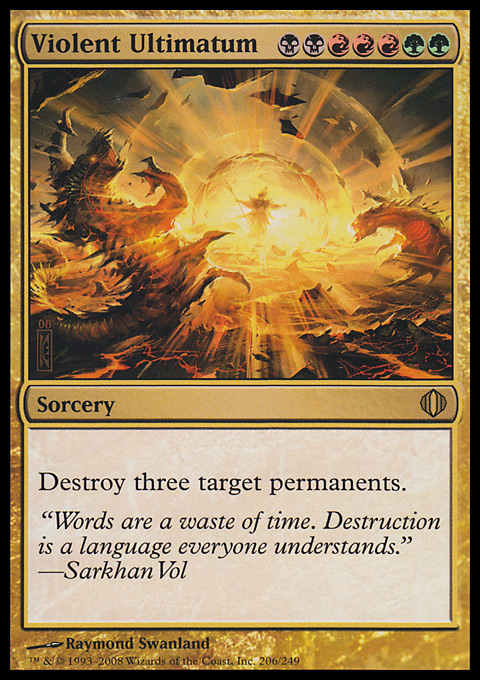 Violent Ultimatum
08
Sorcery
Destroy three target permanents.
“Words are a waste of time. Destruction
is a language everyone understands.”
—Sarkhan Vol
Raymond Swanland
™ & © 1993–2008 Wizards of the Coast, Inc. 206/249